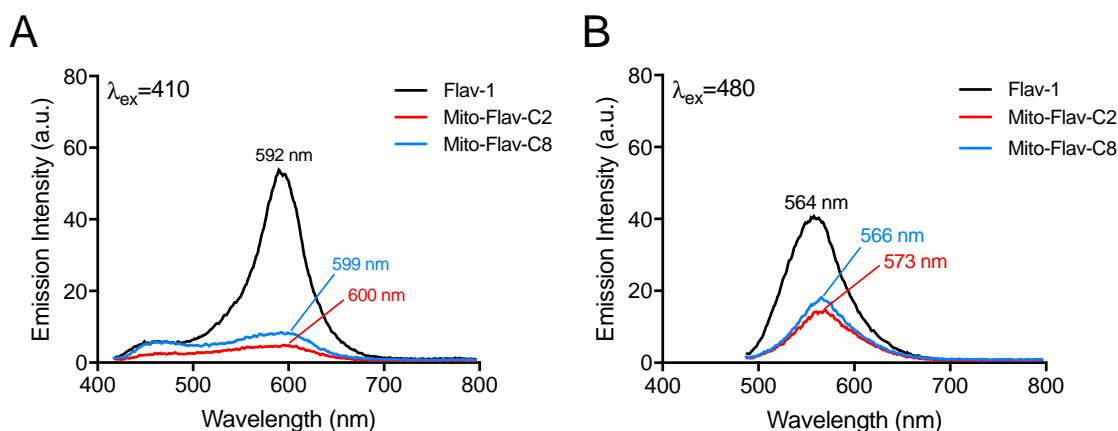 A
λex=410
Flav-1
Mito-Flav-C2
Mito-Flav-C8
592 nm
599 nm
600 nm
80
60
40
20
0
Emission Intensity (a.u.)
400 500 600 700 800
Wavelength (nm)
B
λex=480
Flav-1
Mito-Flav-C2
Mito-Flav-C8
564 nm
566 nm
573 nm
80
60
40
20
0
Emission Intensity (a.u.)
400 500 600 700 800
Wavelength (nm)